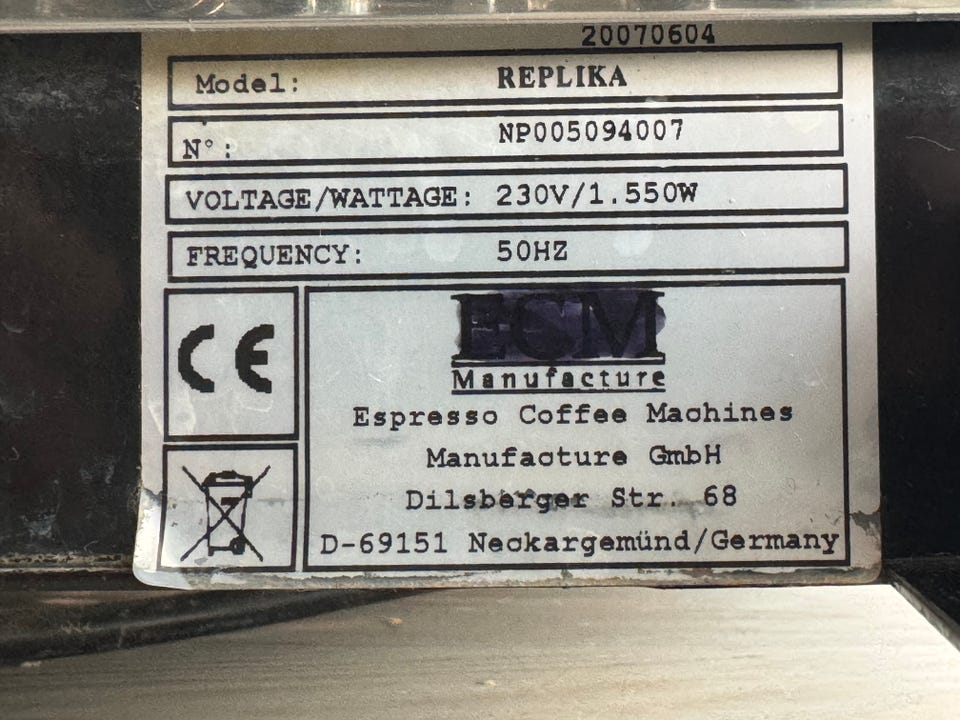 20070604
Model: REPLIKA
N°: NP005094007
VOLTAGE/WATTAGE: 230V/1.550W
FREQUENCY: 50HZ
CE
ECM
Manufacture
Espresso Coffee Machines
Manufacture GmbH
Dilsberger Str. 68
D-69151 Neckargemünd/Germany